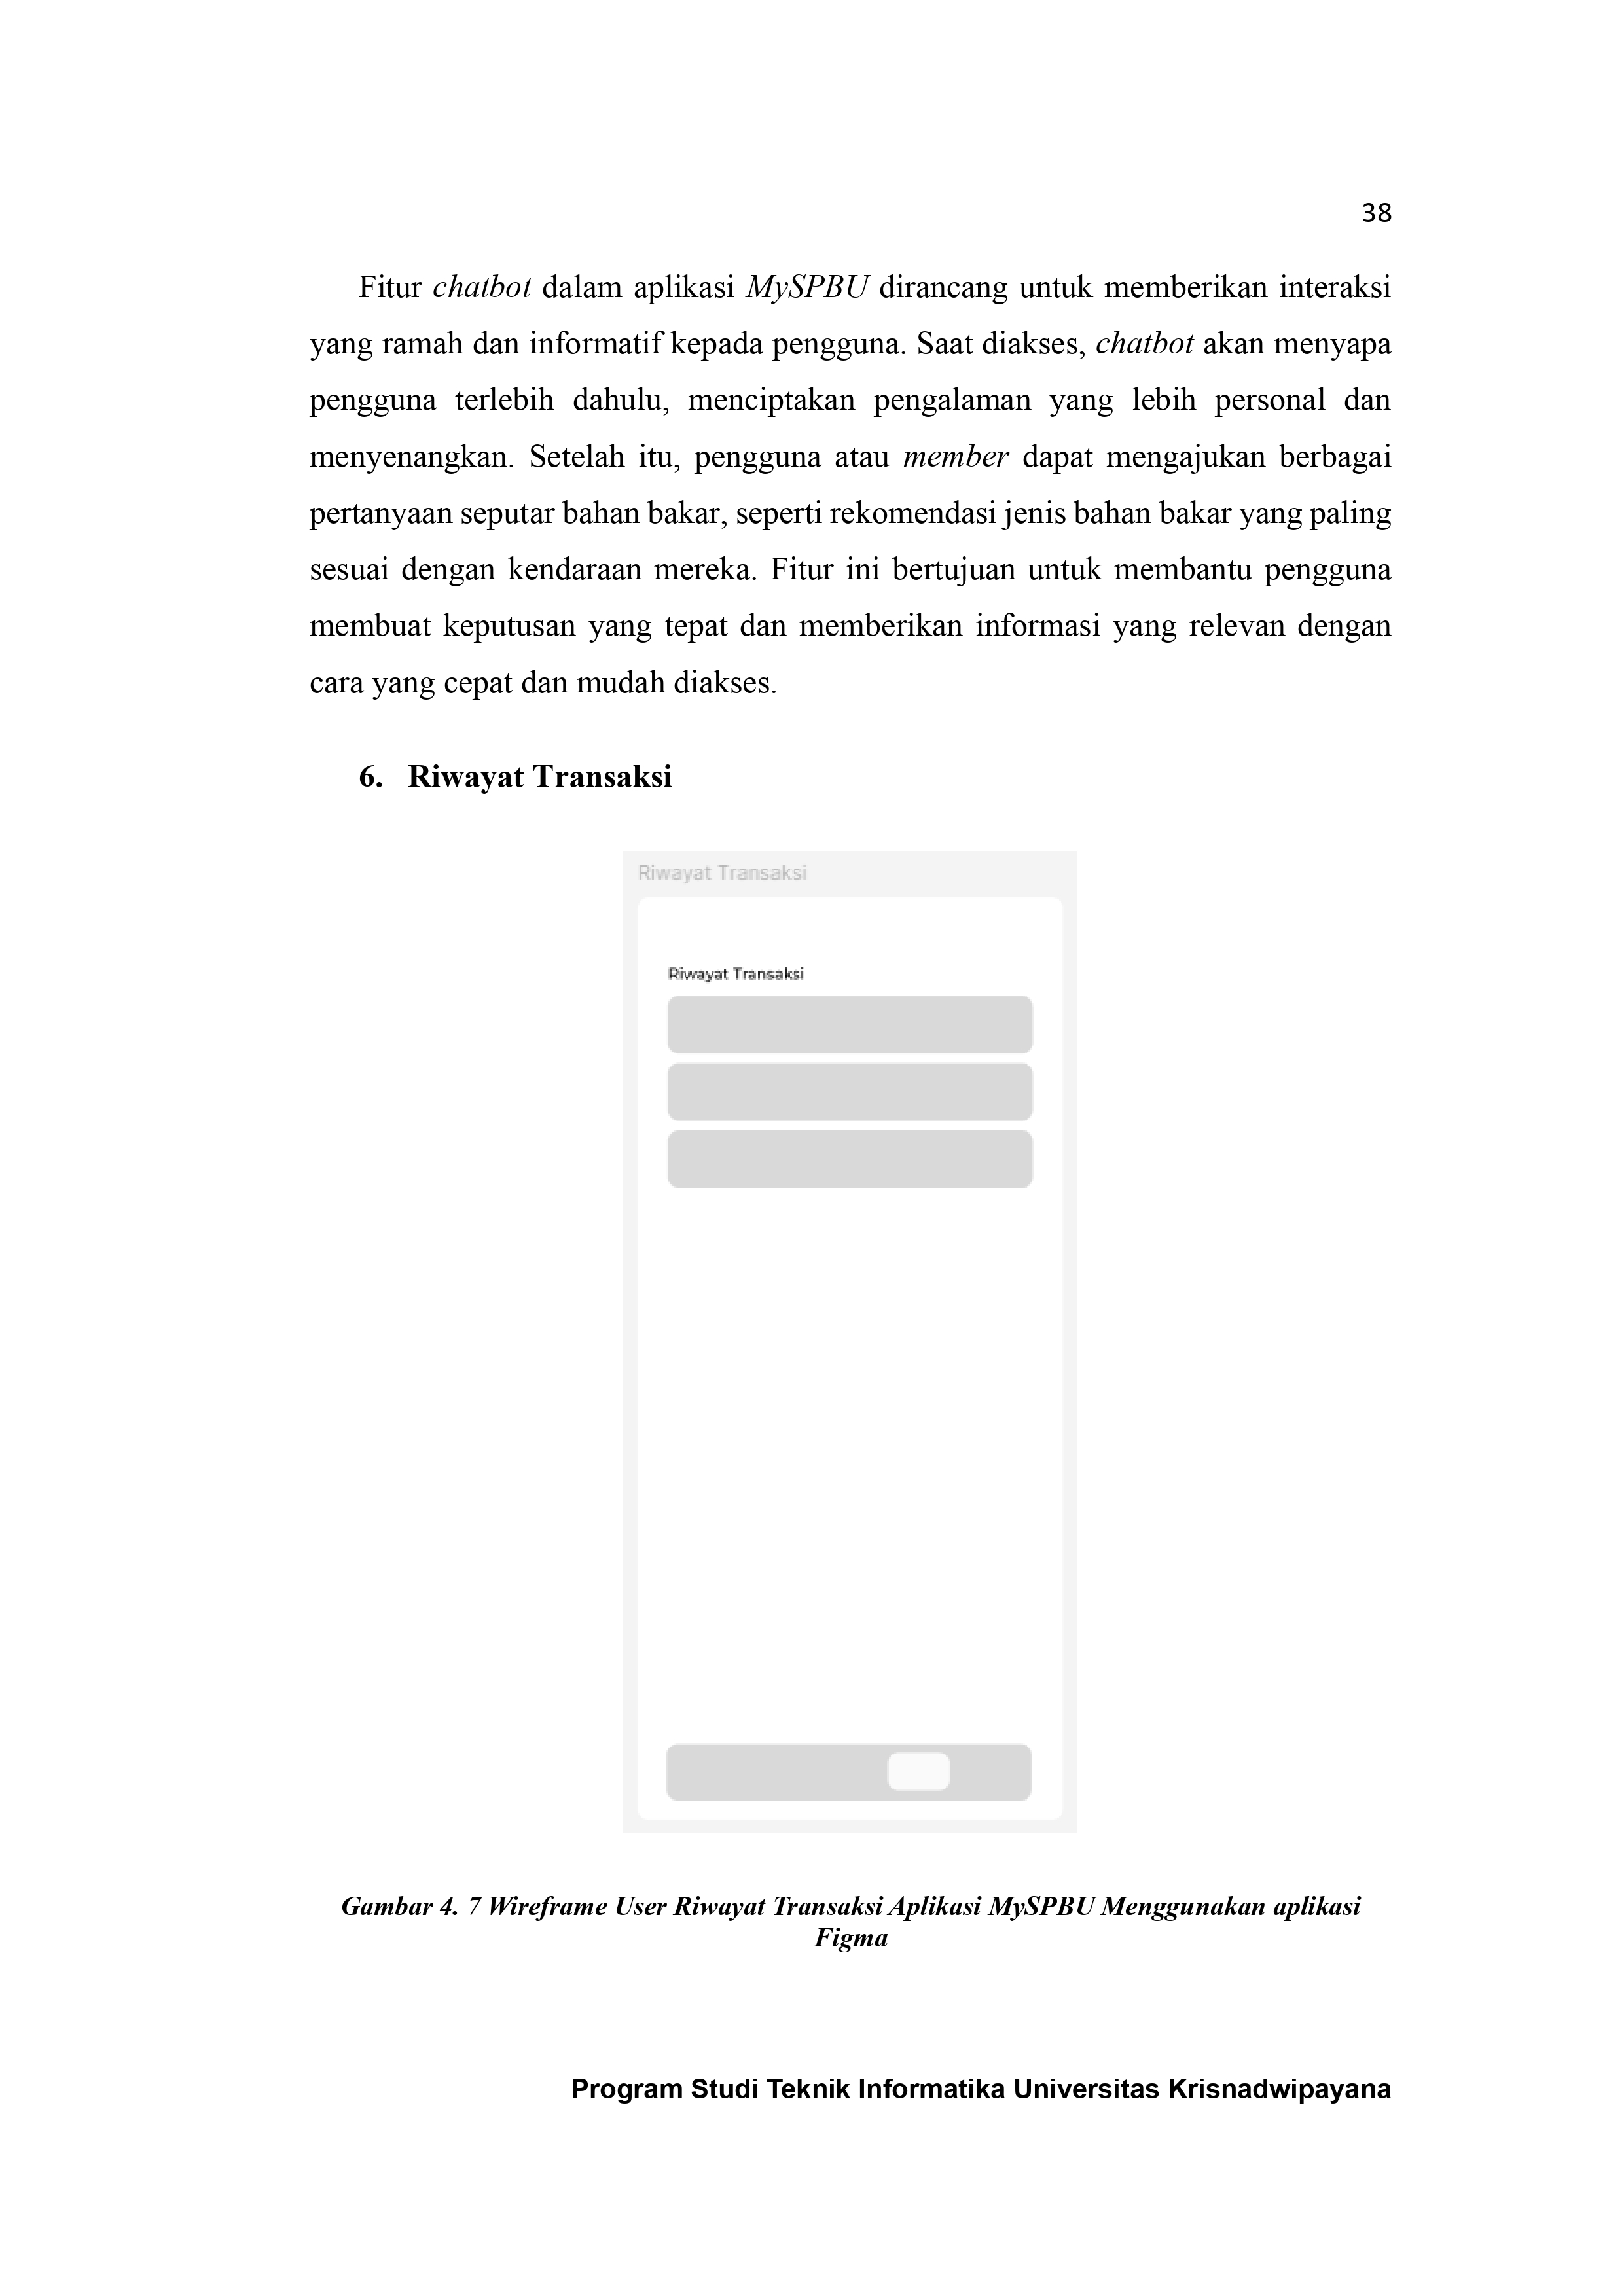 38
Fitur chatbot dalam aplikasi MySPBU dirancang untuk memberikan interaksi
yang ramah dan informatif kepada pengguna. Saat diakses, chatbot akan menyapa
pengguna terlebih dahulu, menciptakan pengalaman yang lebih personal dan
menyenangkan. Setelah itu, pengguna atau member dapat mengajukan berbagai
pertanyaan seputar bahan bakar, seperti rekomendasi jenis bahan bakar yang paling
sesuai dengan kendaraan mereka. Fitur ini bertujuan untuk membantu pengguna
membuat keputusan yang tepat dan memberikan informasi yang relevan dengan
cara yang cepat dan mudah diakses.
6. Riwayat Transaksi
Riwayat Transaksi
Riwayat Transaksi
Gambar 4. 7 Wireframe User Riwayat Transaksi Aplikasi MySPBU Menggunakan aplikasi
Figma
Program Studi Teknik Informatika Universitas Krisnadwipayana